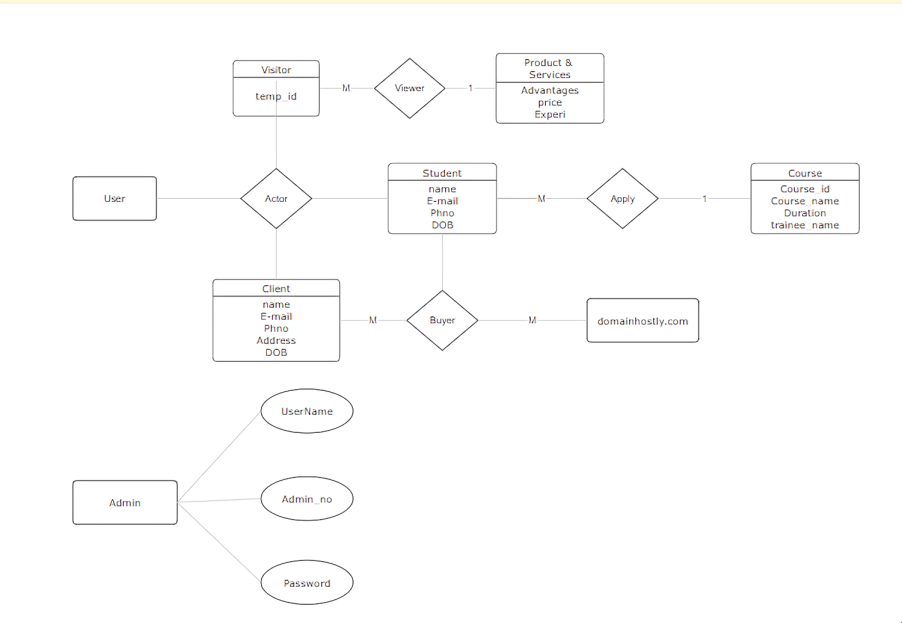 Visitor
temp_id
M
Viewer
1
Product &
Services
Advantages
price
Experi
User
Actor
Student
name
E-mail
Phno
DOB
M
Apply
1
Course
Course_id
Course_name
Duration
trainee_name
Client
name
E-mail
Phno
Address
DOB
M
Buyer
M
domainhostly.com
UserName
Admin
Admin_no
Password